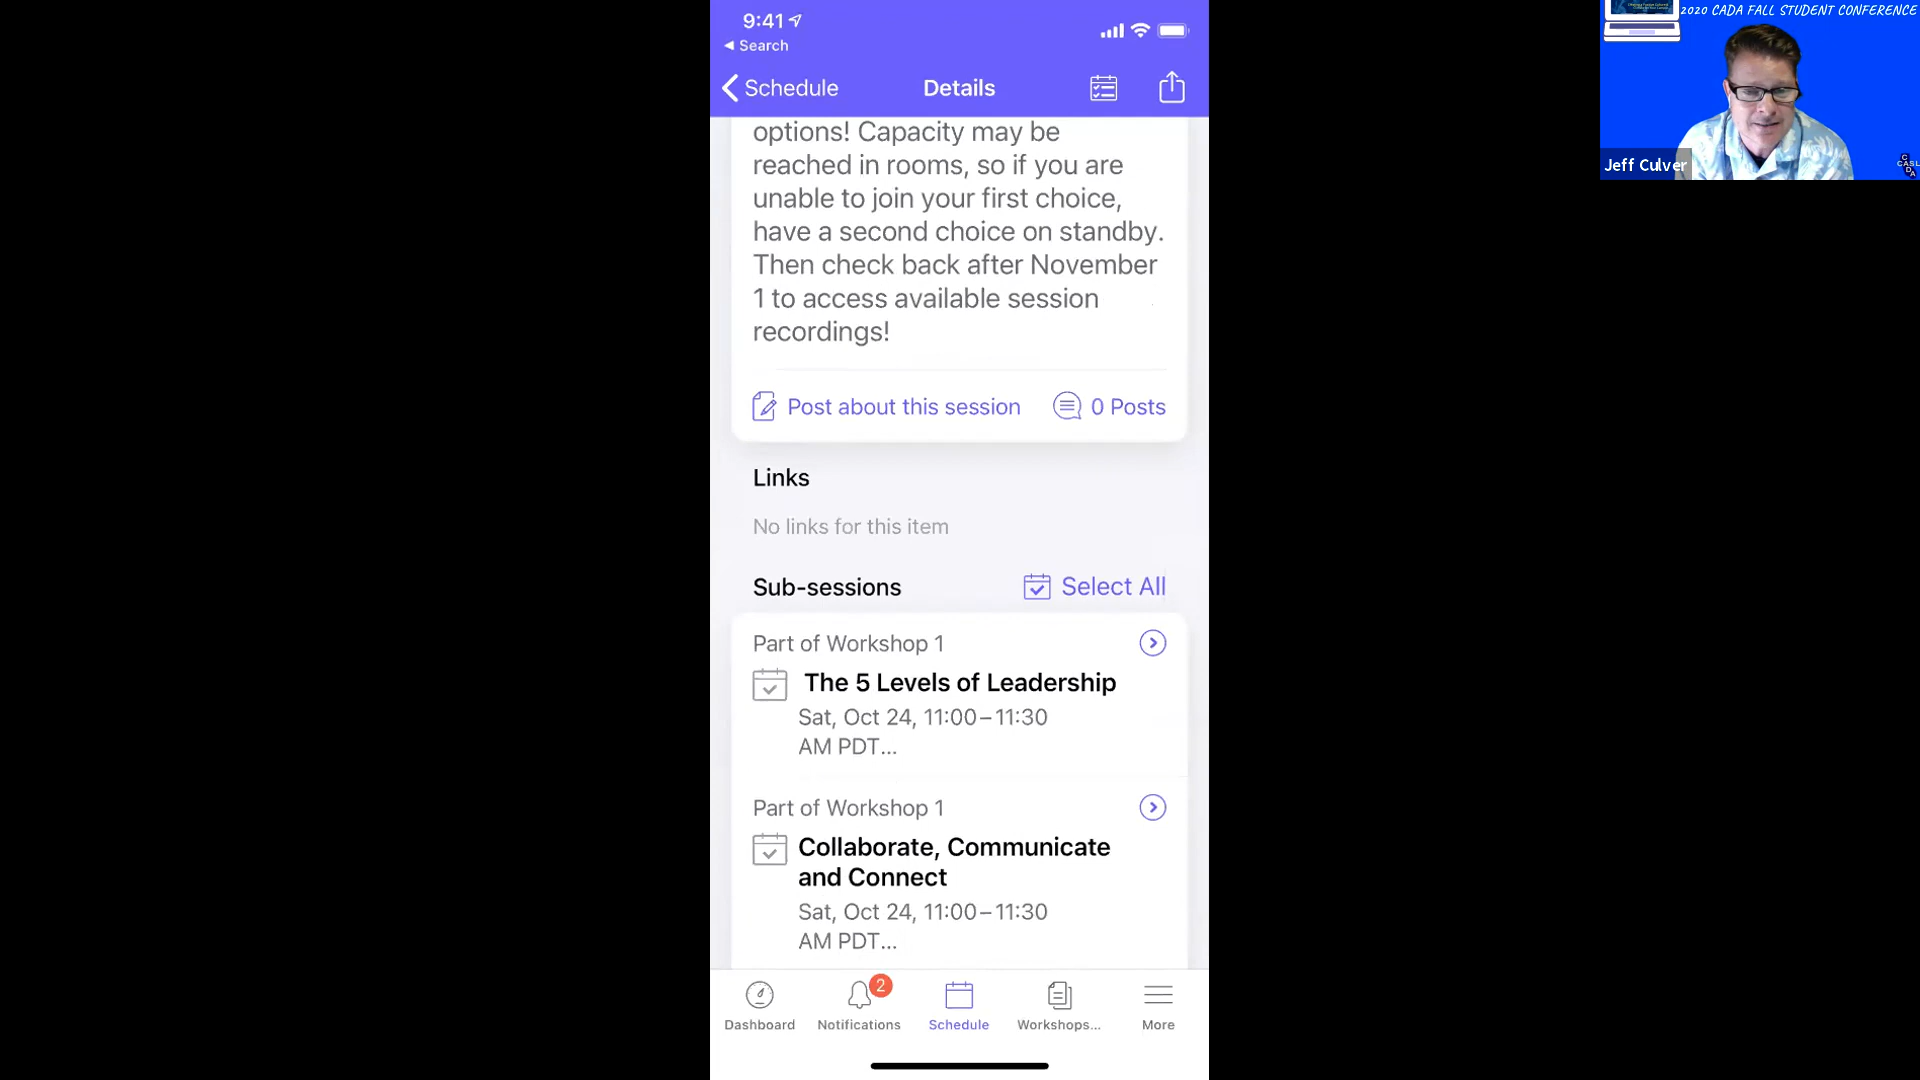 9:41
Search
Schedule
Details
options! Capacity may be
reached in rooms, so if you are
unable to join your first choice,
have a second choice on standby.
Then check back after November
1 to access available session
recordings!
Post about this session
0 Posts
Links
No links for this item
Sub-sessions
Select All
Part of Workshop 1
The 5 Levels of Leadership
Sat, Oct 24, 11:00–11:30
AM PDT...
Part of Workshop 1
Collaborate, Communicate
and Connect
Sat, Oct 24, 11:00–11:30
AM PDT...
2
Dashboard
Notifications
Schedule
Workshops...
More
2020 CADA FALL STUDENT CONFERENCE
Jeff Culver